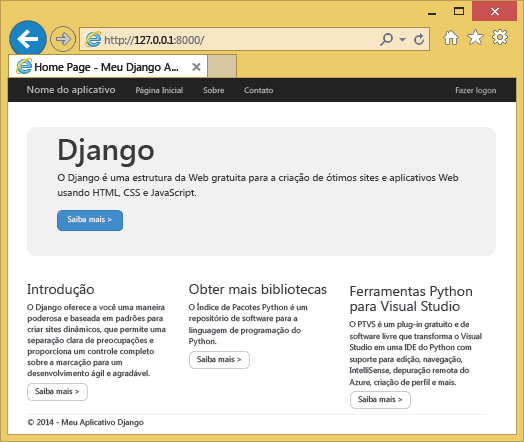 http://127.0.0.1:8000/
Home Page - Meu Django A...
Nome do aplicativo Página Inicial Sobre Contato Fazer logon
Django
O Django é uma estrutura da Web gratuita para a criação de ótimos sites e aplicativos Web
usando HTML, CSS e JavaScript.
Saiba mais >
Introdução
O Django oferece a você uma maneira
poderosa e baseada em padrões para
criar sites dinâmicos, que permite uma
separação clara de preocupações e
proporciona um controle completo
sobre a marcação para um
desenvolvimento ágil e agradável.
Saiba mais >
Obter mais bibliotecas
O Índice de Pacotes Python é um
repositório de software para a
linguagem de programação do
Python.
Saiba mais >
Ferramentas Python
para Visual Studio
O PTVS é um plug-in gratuito e de
software livre que transforma o Visual
Studio em uma IDE do Python com
suporte para edição, navegação,
IntelliSense, depuração remota do
Azure, criação de perfil e mais.
Saiba mais >
© 2014 - Meu Aplicativo Django